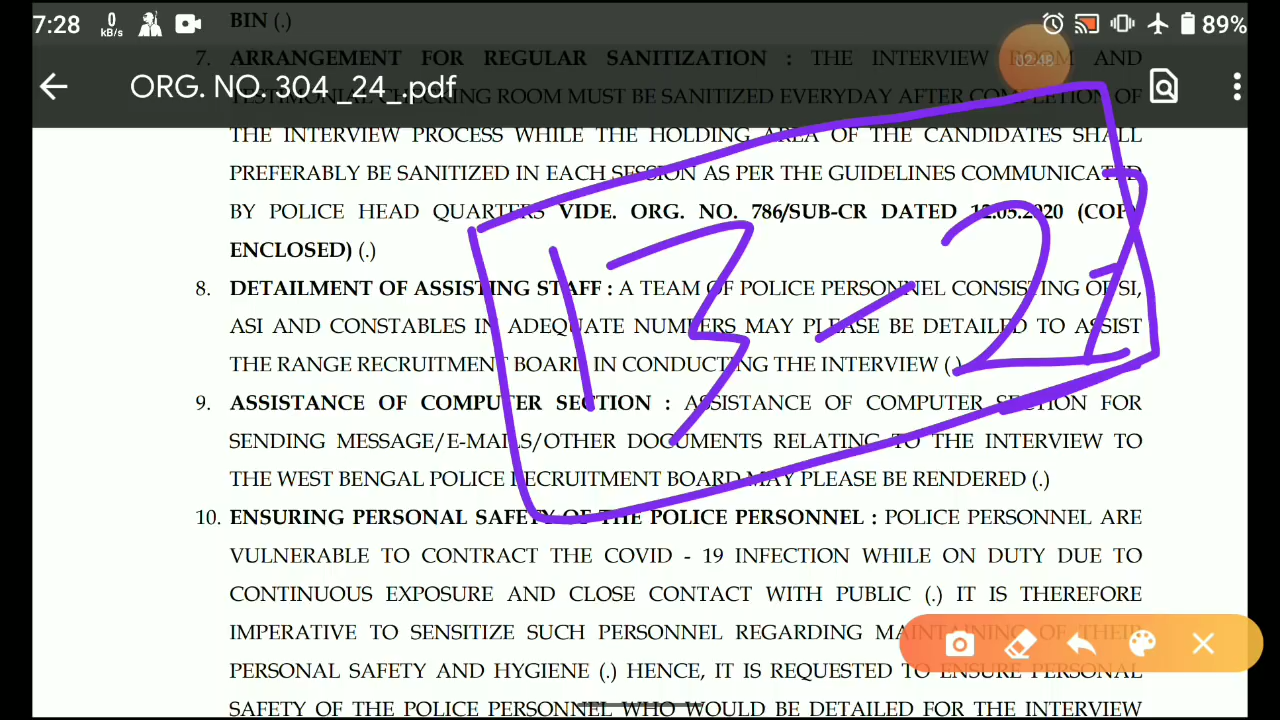 7:28 0 kB/s 89%
BIN (.)
7. ARRANGEMENT FOR REGULAR SANITIZATION : THE INTERVIEW ROOM AND
02:48
ORG. NO. 304 _24_.pdf
TESTIMONIAL CHECKING ROOM MUST BE SANITIZED EVERYDAY AFTER COMPLETION OF
THE INTERVIEW PROCESS WHILE THE HOLDING AREA OF THE CANDIDATES SHALL
PREFERABLY BE SANITIZED IN EACH SESSION AS PER THE GUIDELINES COMMUNICATED
BY POLICE HEAD QUARTERS VIDE. ORG. NO. 786/SUB-CR DATED 12.05.2020 (COPY
ENCLOSED) (.)
13 - 21
8. DETAILMENT OF ASSISTING STAFF : A TEAM OF POLICE PERSONNEL CONSISTING OF SI,
ASI AND CONSTABLES IN ADEQUATE NUMBERS MAY PLEASE BE DETAILED TO ASSIST
THE RANGE RECRUITMENT BOARD IN CONDUCTING THE INTERVIEW (.)
9. ASSISTANCE OF COMPUTER SECTION : ASSISTANCE OF COMPUTER SECTION FOR
SENDING MESSAGE/E-MAILS/OTHER DOCUMENTS RELATING TO THE INTERVIEW TO
THE WEST BENGAL POLICE RECRUITMENT BOARD MAY PLEASE BE RENDERED (.)
10. ENSURING PERSONAL SAFETY OF THE POLICE PERSONNEL : POLICE PERSONNEL ARE
VULNERABLE TO CONTRACT THE COVID - 19 INFECTION WHILE ON DUTY DUE TO
CONTINUOUS EXPOSURE AND CLOSE CONTACT WITH PUBLIC (.) IT IS THEREFORE
IMPERATIVE TO SENSITIZE SUCH PERSONNEL REGARDING MAINTAINING OF THEIR
PERSONAL SAFETY AND HYGIENE (.) HENCE, IT IS REQUESTED TO ENSURE PERSONAL
SAFETY OF THE POLICE PERSONNEL WHO WOULD BE DETAILED FOR THE INTERVIEW